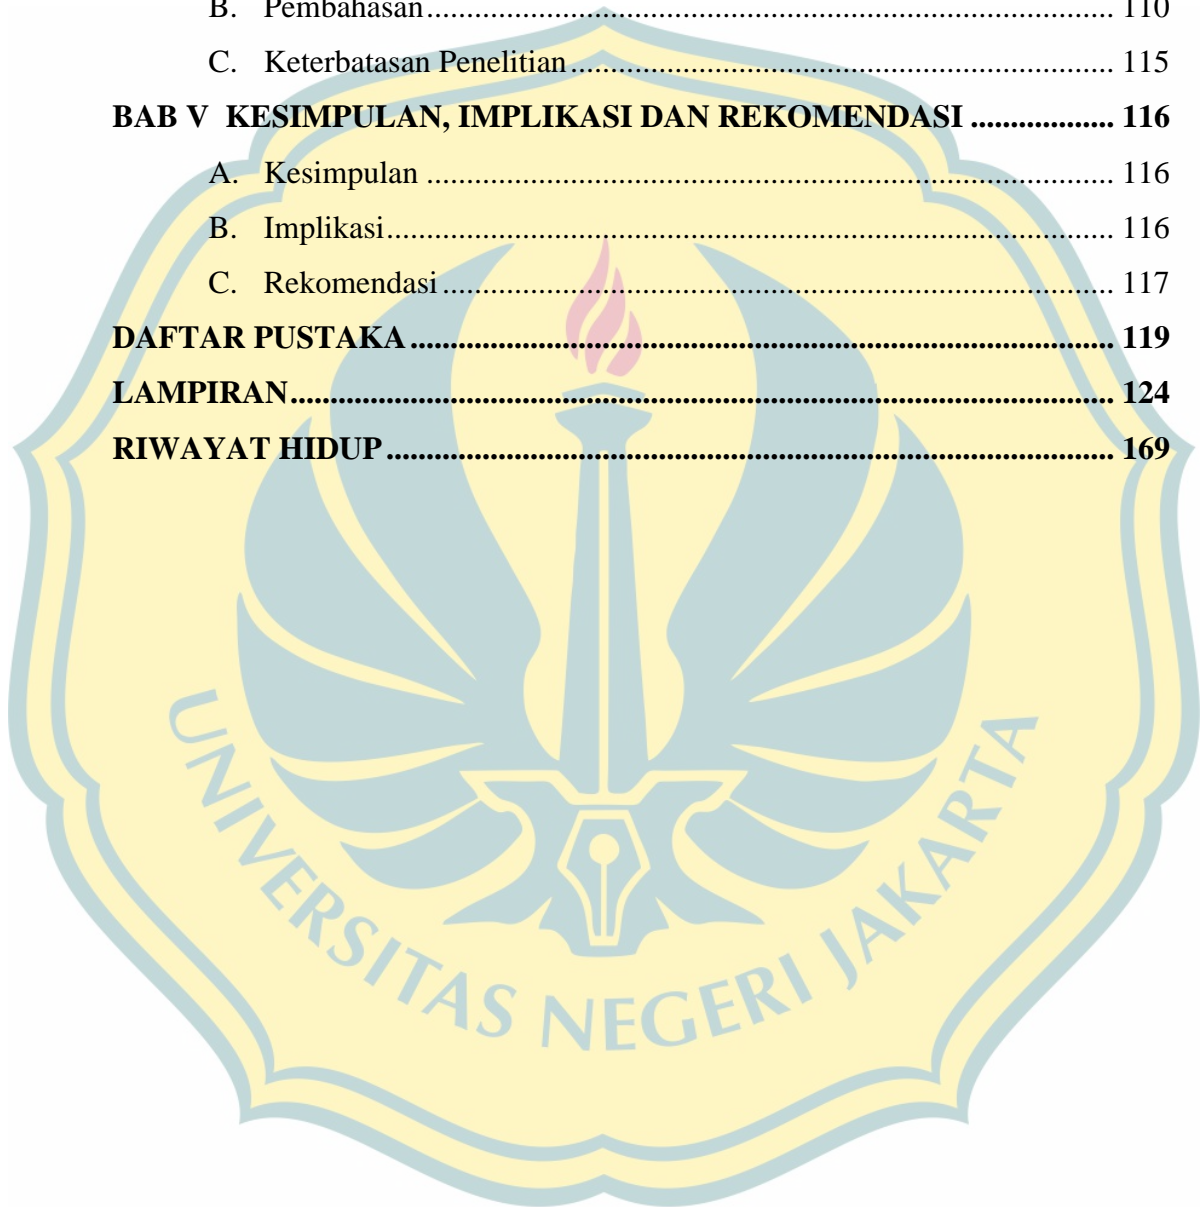 B. Pembahasan........................................................................................ 110
C. Keterbatasan Penelitian..................................................................... 115
BAB V KESIMPULAN, IMPLIKASI DAN REKOMENDASI .................. 116
A. Kesimpulan ....................................................................................... 116
B. Implikasi............................................................................................ 116
C. Rekomendasi..................................................................................... 117
DAFTAR PUSTAKA........................................................................................ 119
LAMPIRAN....................................................................................................... 124
RIWAYAT HIDUP........................................................................................... 169
UNIVERSITAS NEGERI JAKARTA